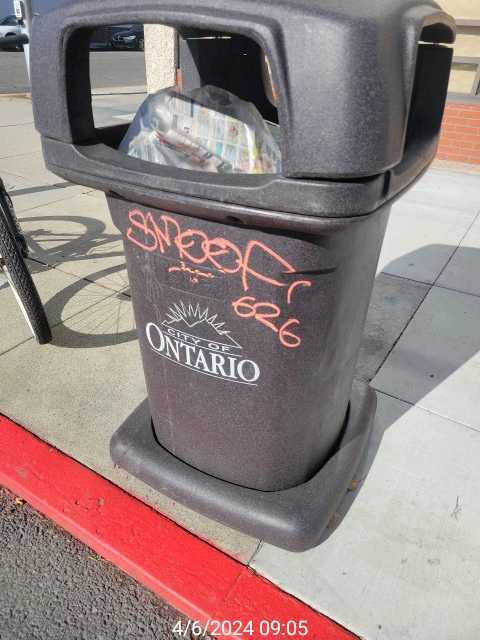 SMOOF
626
CITY OF
ONTARIO
4/6/2024 09:05